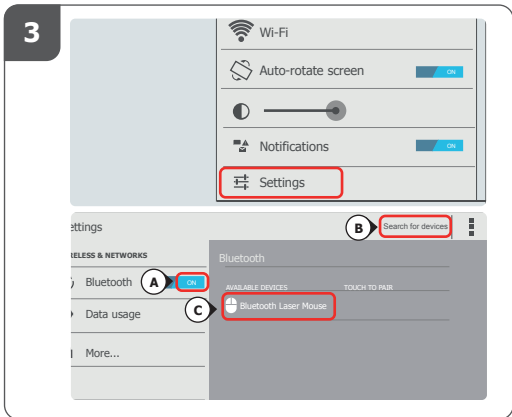 3
Wi-Fi
Auto-rotate screen ON
Notifications ON
Settings
ettings
B Search for devices
RELESS & NETWORKS
Bluetooth
Bluetooth A ON
AVAILABLE DEVICES TOUCH TO PAIR
C Bluetooth Laser Mouse
Data usage
More...